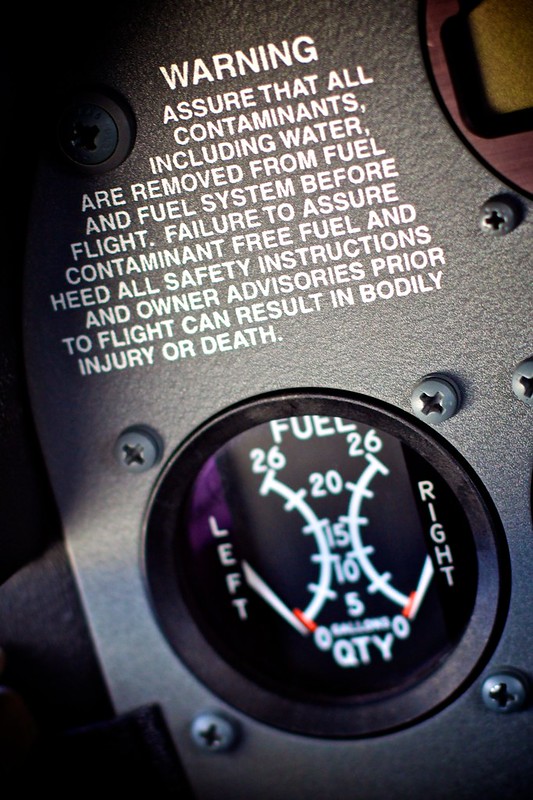 WARNING
ASSURE THAT ALL
CONTAMINANTS,
INCLUDING WATER,
ARE REMOVED FROM FUEL
AND FUEL SYSTEM BEFORE
FLIGHT. FAILURE TO ASSURE
CONTAMINANT FREE FUEL AND
HEED ALL SAFETY INSTRUCTIONS
AND OWNER ADVISORIES PRIOR
TO FLIGHT CAN RESULT IN BODILY
INJURY OR DEATH.
FUEL
26 26
20
15
10
5
LEFT
RIGHT
0 GALLONS 0
QTY